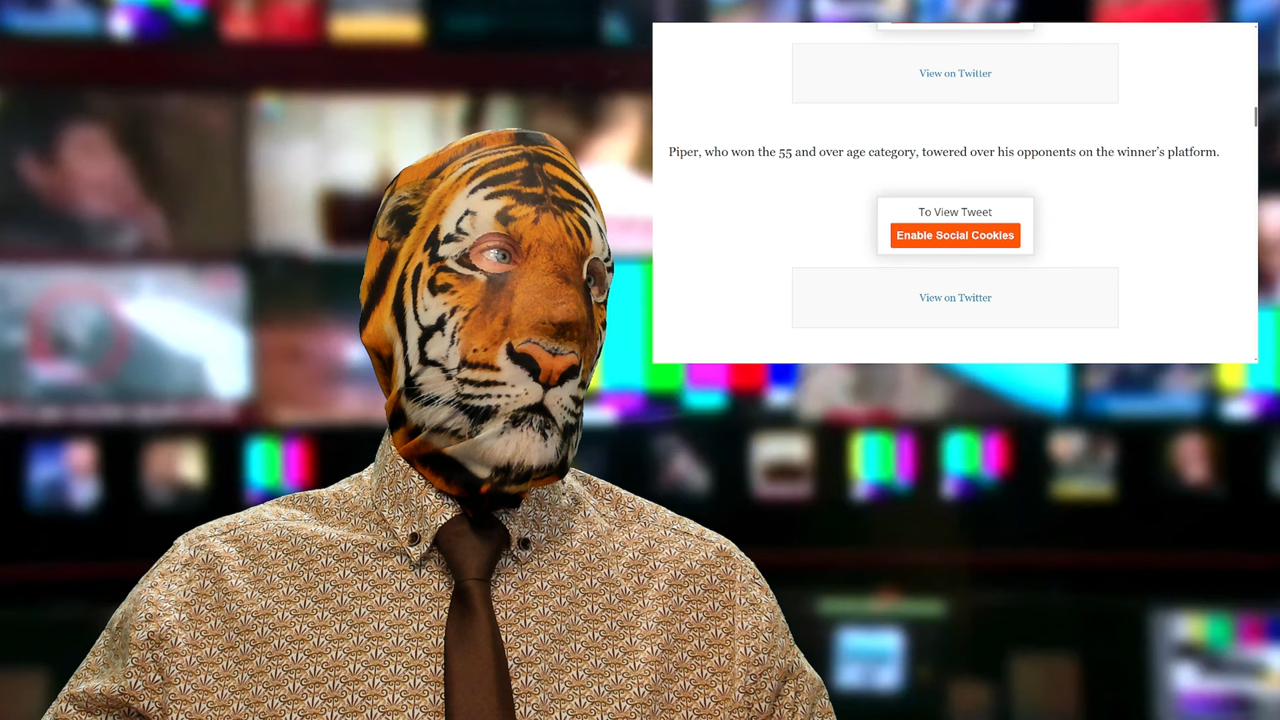 View on Twitter
Piper, who won the 55 and over age category, towered over his opponents on the winner's platform.
To View Tweet
Enable Social Cookies
View on Twitter